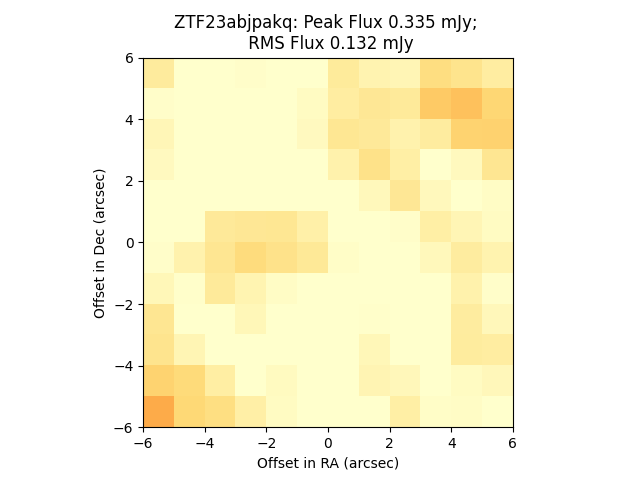 ZTF23abjpakq: Peak Flux 0.335 mJy;
RMS Flux 0.132 mJy
6
4
2
0
−2
−4
−6
Offset in Dec (arcsec)
−6 −4 −2 0 2 4 6
Offset in RA (arcsec)